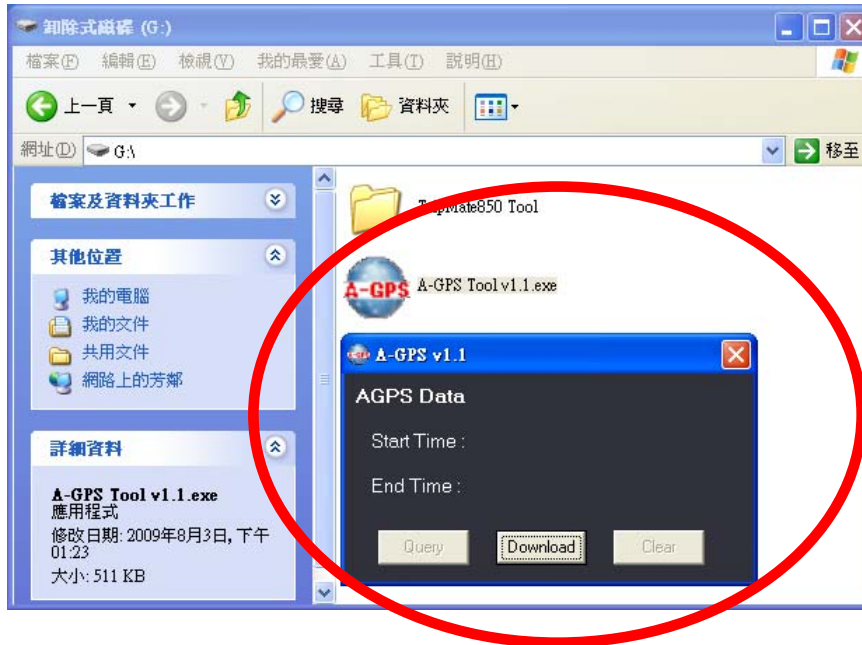 卸除式磁碟 (G:)
檔案(F) 編輯(E) 檢視(V) 我的最愛(A) 工具(T) 說明(H)
上一頁 搜尋 資料夾
網址(D) G:\ 移至
檔案及資料夾工作
其他位置
我的電腦
我的文件
共用文件
網路上的芳鄰
詳細資料
A-GPS Tool v1.1.exe
應用程式
修改日期: 2009年8月3日, 下午
01:23
大小: 511 KB
TripMate850 Tool
A-GPS
A-GPS Tool v1.1.exe
A-GPS v1.1
AGPS Data
Start Time :
End Time :
Query Download Clear